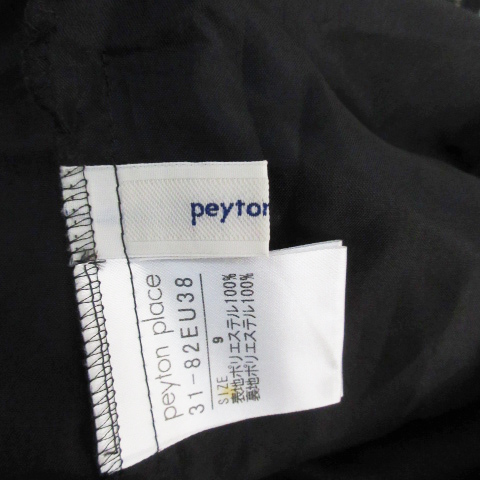 peyton
peyton place
31-82EU38
SIZE 9
表地ポリエステル100%
裏地ポリエステル100%